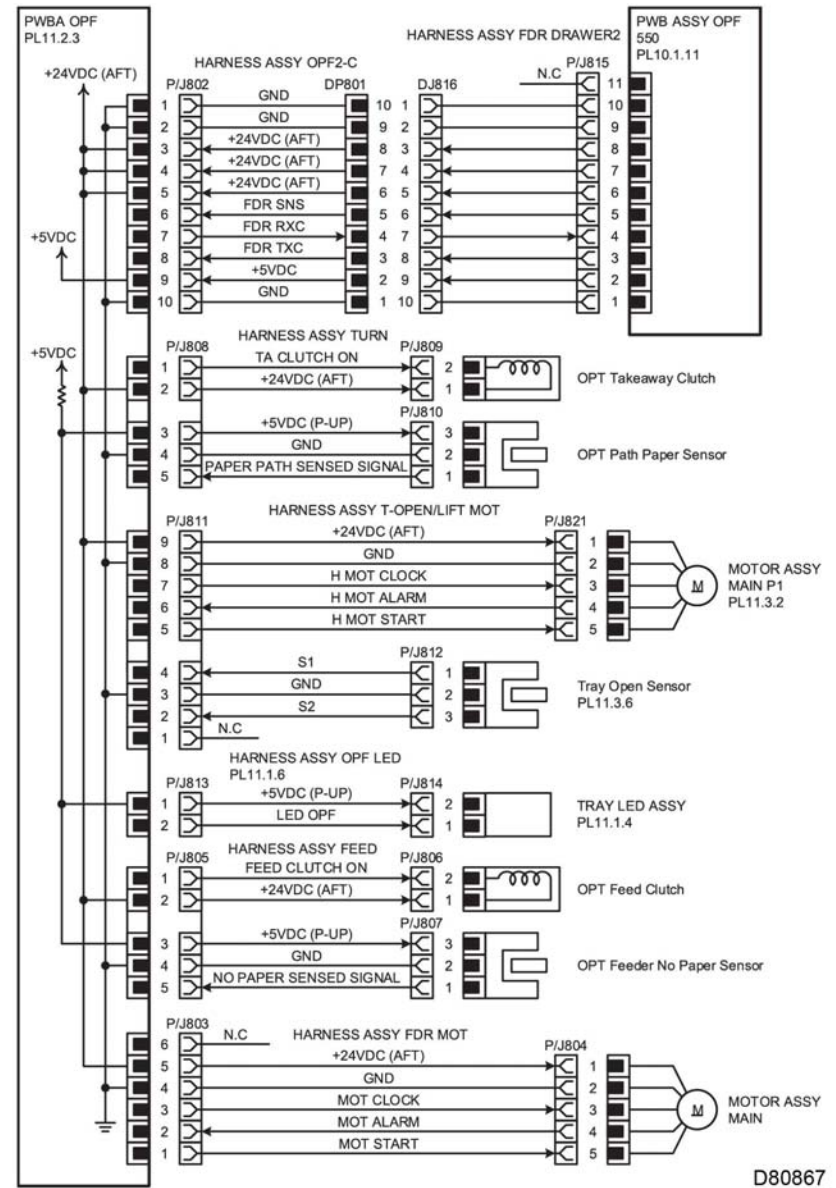 PWBA OPF
PL11.2.3
+24VDC (AFT)
HARNESS ASSY FDR DRAWER2
PWB ASSY OPF
550
PL10.1.11
HARNESS ASSY OPF2-C
P/J802 DP801 DJ816 P/J815
N.C 11
1 GND 10 1 10
2 GND 9 2 9
3 +24VDC (AFT) 8 3 8
4 +24VDC (AFT) 7 4 7
5 +24VDC (AFT) 6 5 6
6 FDR SNS 5 6 5
7 FDR RXC 4 7 4
8 FDR TXC 3 8 3
+5VDC
9 +5VDC 2 9 2
10 GND 1 10 1
HARNESS ASSY TURN
+5VDC
P/J808 P/J809
1 TA CLUTCH ON 2
2 +24VDC (AFT) 1
OPT Takeaway Clutch
P/J810
3 +5VDC (P-UP) 3
4 GND 2
5 PAPER PATH SENSED SIGNAL 1
OPT Path Paper Sensor
HARNESS ASSY T-OPEN/LIFT MOT
P/J811 P/J821
9 +24VDC (AFT) 1
8 GND 2
7 H MOT CLOCK 3
6 H MOT ALARM 4
5 H MOT START 5
M
MOTOR ASSY
MAIN P1
PL11.3.2
P/J812
4 S1 1
3 GND 2
2 S2 3
1 N.C
Tray Open Sensor
PL11.3.6
HARNESS ASSY OPF LED
PL11.1.6
P/J813 P/J814
1 +5VDC (P-UP) 2
2 LED OPF 1
TRAY LED ASSY
PL11.1.4
HARNESS ASSY FEED
P/J805 P/J806
1 FEED CLUTCH ON 2
2 +24VDC (AFT) 1
OPT Feed Clutch
P/J807
3 +5VDC (P-UP) 3
4 GND 2
5 NO PAPER SENSED SIGNAL 1
OPT Feeder No Paper Sensor
P/J803
6 N.C
HARNESS ASSY FDR MOT
P/J804
5 +24VDC (AFT) 1
4 GND 2
3 MOT CLOCK 3
2 MOT ALARM 4
1 MOT START 5
M
MOTOR ASSY
MAIN
D80867